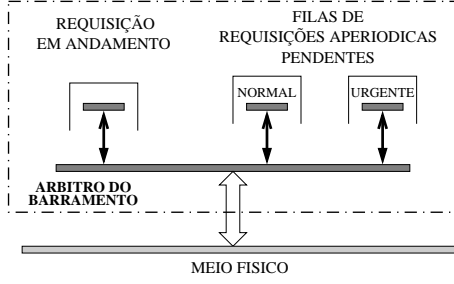 REQUISIÇÃO
EM ANDAMENTO
FILAS DE
REQUISIÇÕES APERIODICAS
PENDENTES
NORMAL
URGENTE
ARBITRO DO
BARRAMENTO
MEIO FISICO